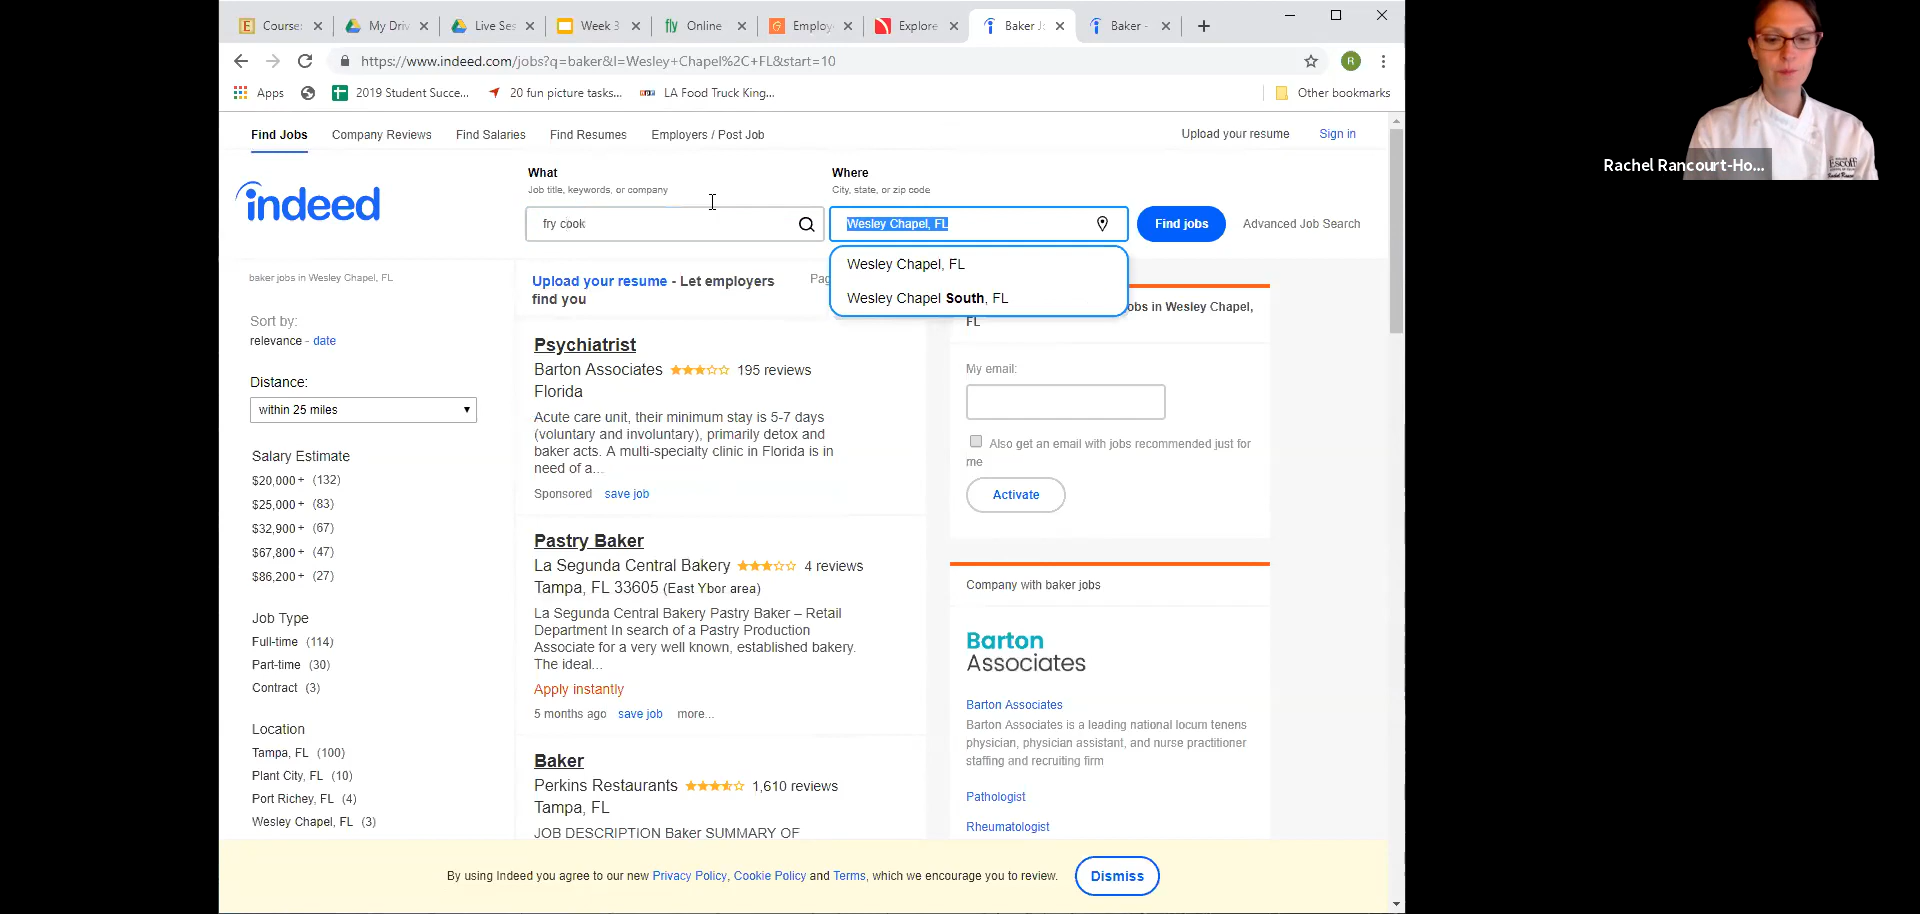 Course:
My Driv
Live Ses
Week 3
fly Online
Employ
Explore
Baker Jo
Baker -
https://www.indeed.com/jobs?q=baker&l=Wesley+Chapel%2C+FL&start=10
R
Apps
2019 Student Succe...
20 fun picture tasks...
LA Food Truck King...
Other bookmarks
Find Jobs
Company Reviews
Find Salaries
Find Resumes
Employers / Post Job
Upload your resume
Sign in
indeed
What
Job title, keywords, or company
fry cook
Where
City, state, or zip code
Wesley Chapel, FL
Find jobs
Advanced Job Search
Wesley Chapel, FL
Wesley Chapel South, FL
baker jobs in Wesley Chapel, FL
Sort by:
relevance - date
Distance:
within 25 miles
Salary Estimate
$20,000+ (132)
$25,000+ (83)
$32,900+ (67)
$67,800+ (47)
$86,200+ (27)
Job Type
Full-time (114)
Part-time (30)
Contract (3)
Location
Tampa, FL (100)
Plant City, FL (10)
Port Richey, FL (4)
Wesley Chapel, FL (3)
Upload your resume - Let employers
find you
Pag
Psychiatrist
Barton Associates 195 reviews
Florida
Acute care unit, their minimum stay is 5-7 days
(voluntary and involuntary), primarily detox and
baker acts. A multi-specialty clinic in Florida is in
need of a...
Sponsored save job
Pastry Baker
La Segunda Central Bakery 4 reviews
Tampa, FL 33605 (East Ybor area)
La Segunda Central Bakery Pastry Baker – Retail
Department In search of a Pastry Production
Associate for a very well known, established bakery.
The ideal...
Apply instantly
5 months ago save job more...
Baker
Perkins Restaurants 1,610 reviews
Tampa, FL
JOB DESCRIPTION Baker SUMMARY OF
obs in Wesley Chapel,
FL
My email:
Also get an email with jobs recommended just for
me
Activate
Company with baker jobs
Barton
Associates
Barton Associates
Barton Associates is a leading national locum tenens
physician, physician assistant, and nurse practitioner
staffing and recruiting firm
Pathologist
Rheumatologist
By using Indeed you agree to our new Privacy Policy, Cookie Policy and Terms, which we encourage you to review.
Dismiss
Rachel Rancourt-Ho...